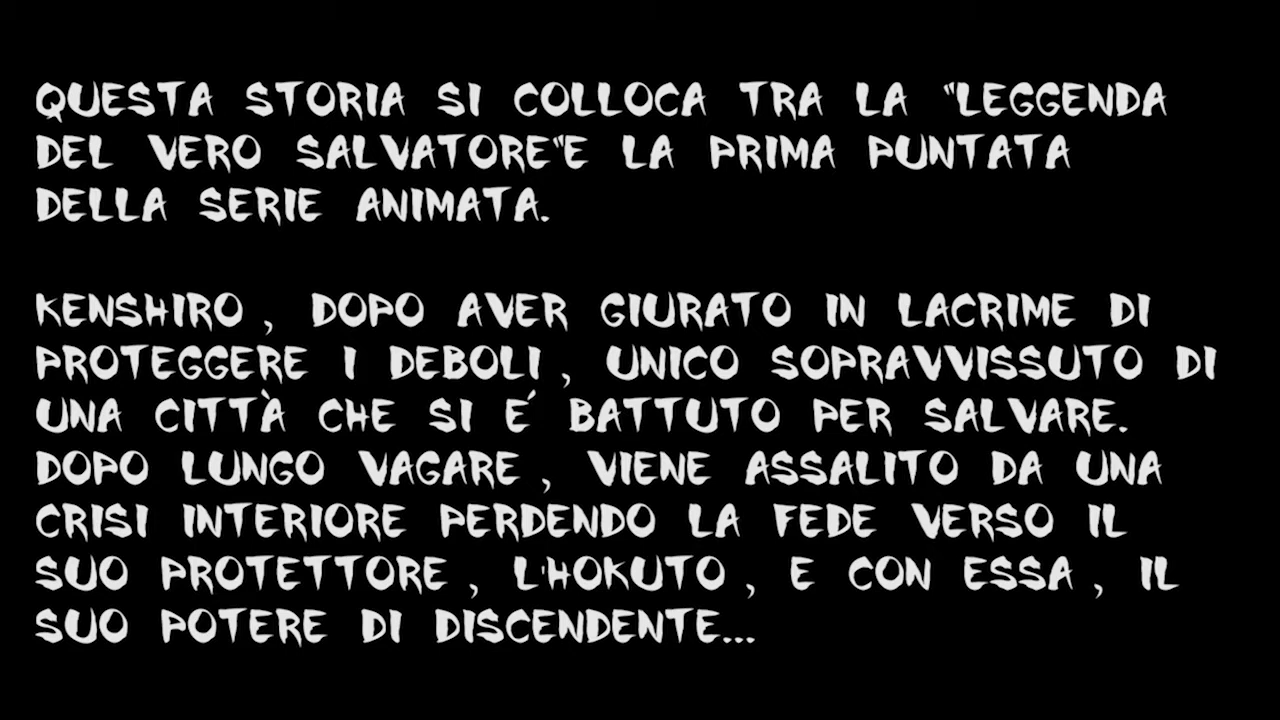 QUESTA STORIA SI COLLOCA TRA LA "LEGGENDA
DEL VERO SALVATORE"E LA PRIMA PUNTATA
DELLA SERIE ANIMATA.
KENSHIRO , DOPO AVER GIURATO IN LACRIME DI
PROTEGGERE I DEBOLI , UNICO SOPRAVVISSUTO DI
UNA CITTÀ CHE SI E´ BATTUTO PER SALVARE.
DOPO LUNGO VAGARE , VIENE ASSALITO DA UNA
CRISI INTERIORE PERDENDO LA FEDE VERSO IL
SUO PROTETTORE , L'HOKUTO , E CON ESSA , IL
SUO POTERE DI DISCENDENTE...